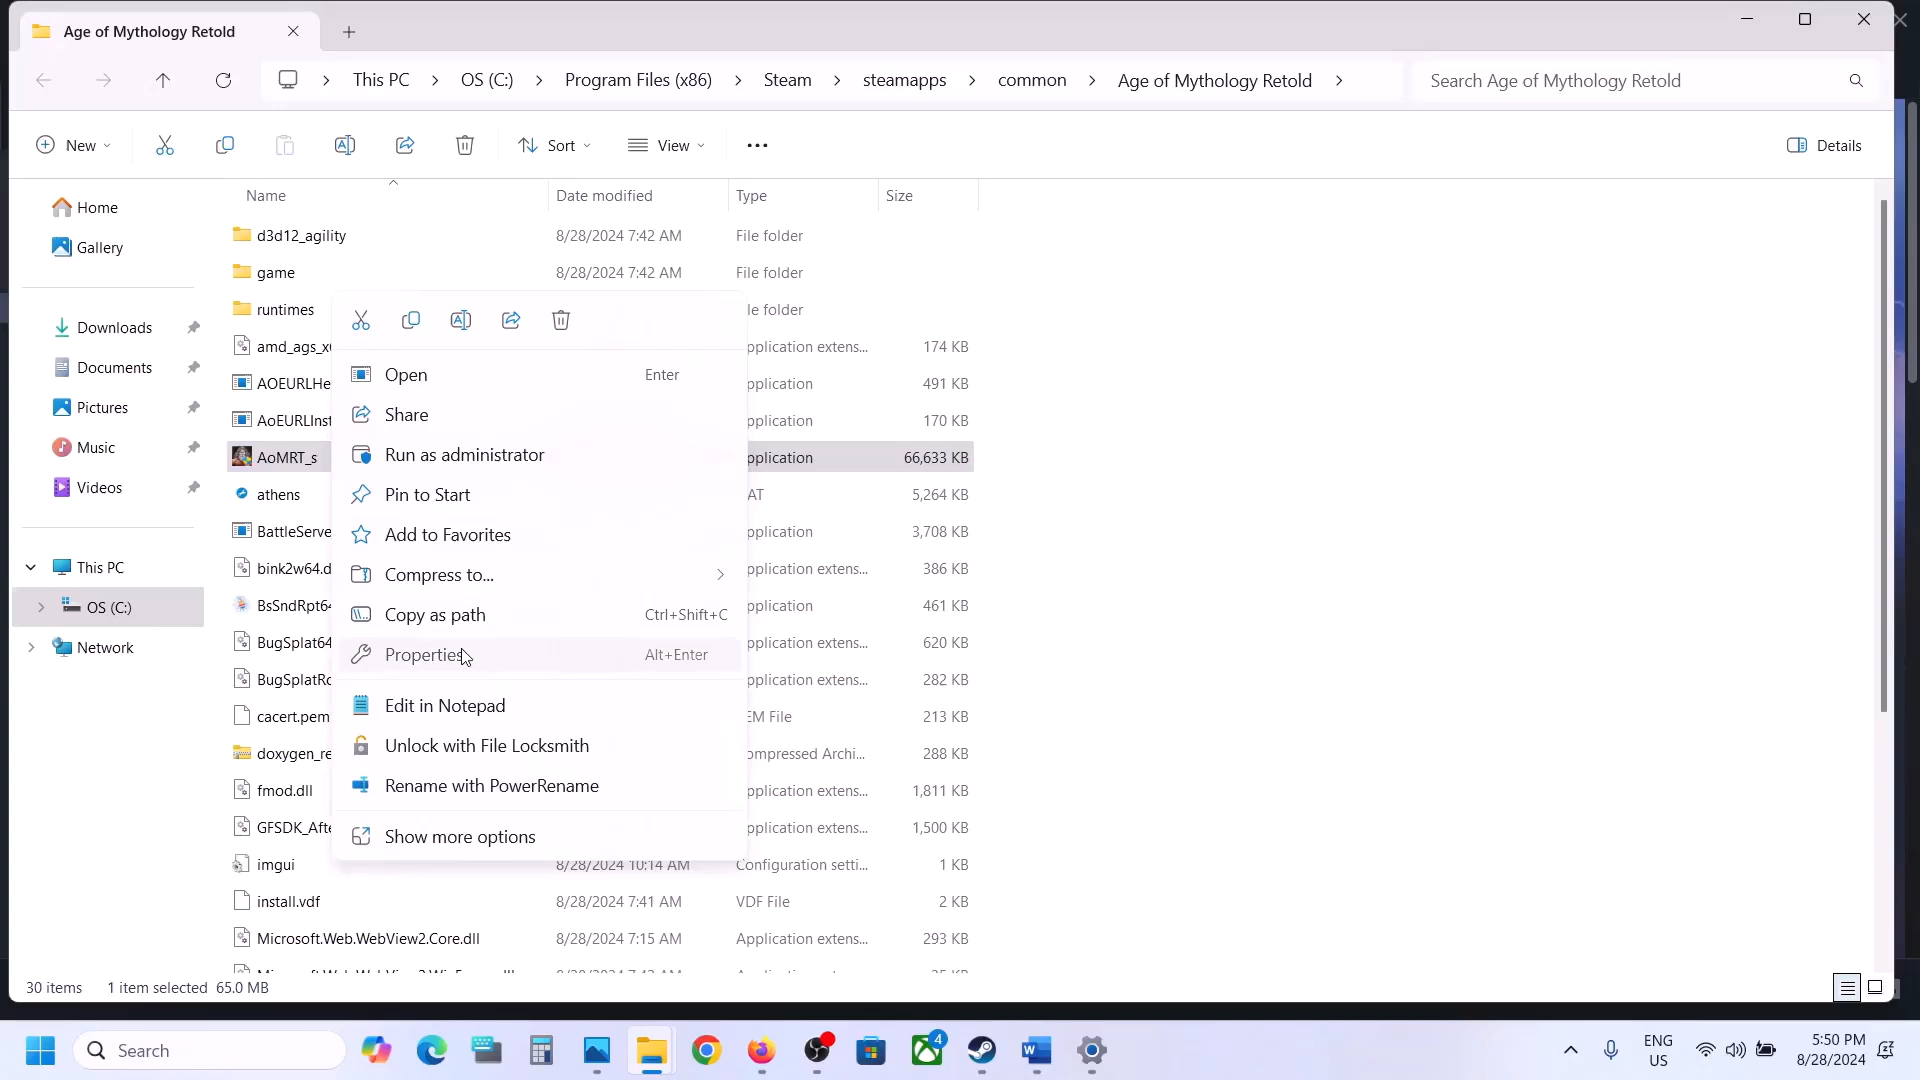 Age of Mythology Retold
This PC > OS (C:) > Program Files (x86) > Steam > steamapps > common > Age of Mythology Retold >
Search Age of Mythology Retold
New
Sort
View
Details
Name Date modified Type Size
Home
Gallery
Downloads
Documents
Pictures
Music
Videos
This PC
OS (C:)
Network
d3d12_agility 8/28/2024 7:42 AM File folder
game 8/28/2024 7:42 AM File folder
runtimes le folder
amd_ags_x pplication extens... 174 KB
AOEURLHe pplication 491 KB
AoEURLInst pplication 170 KB
AoMRT_s pplication 66,633 KB
athens AT 5,264 KB
BattleServe pplication 3,708 KB
bink2w64.d pplication extens... 386 KB
BsSndRpt64 pplication 461 KB
BugSplat64 pplication extens... 620 KB
BugSplatRc pplication extens... 282 KB
cacert.pem EM File 213 KB
doxygen_re ompressed Archi... 288 KB
fmod.dll pplication extens... 1,811 KB
GFSDK_Afte pplication extens... 1,500 KB
imgui 8/28/2024 10:14 AM Configuration setti... 1 KB
install.vdf 8/28/2024 7:41 AM VDF File 2 KB
Microsoft.Web.WebView2.Core.dll 8/28/2024 7:15 AM Application extens... 293 KB
Open Enter
Share
Run as administrator
Pin to Start
Add to Favorites
Compress to...
Copy as path Ctrl+Shift+C
Properties Alt+Enter
Edit in Notepad
Unlock with File Locksmith
Rename with PowerRename
Show more options
30 items 1 item selected 65.0 MB
Search
4
ENG
US
5:50 PM
8/28/2024